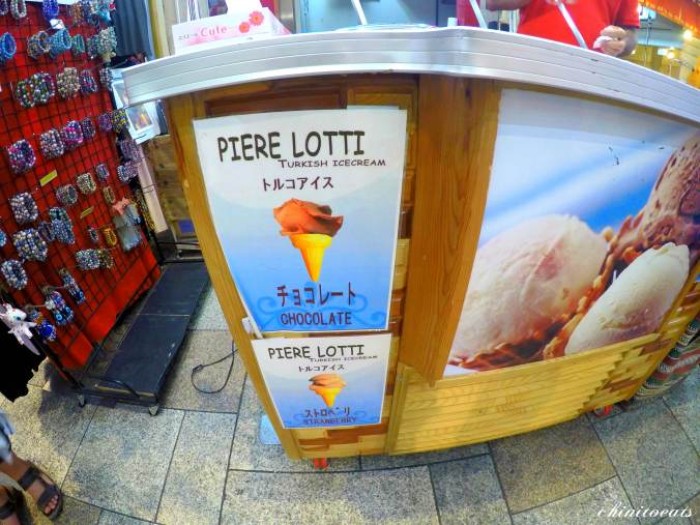 Cute
PIERE LOTTI
TURKISH ICECREAM
トルコアイス
チョコレート
CHOCOLATE
PIERE LOTTI
TURKISH ICECREAM
トルコアイス
ストロベリ
STRAWBERRY
chinitoeats